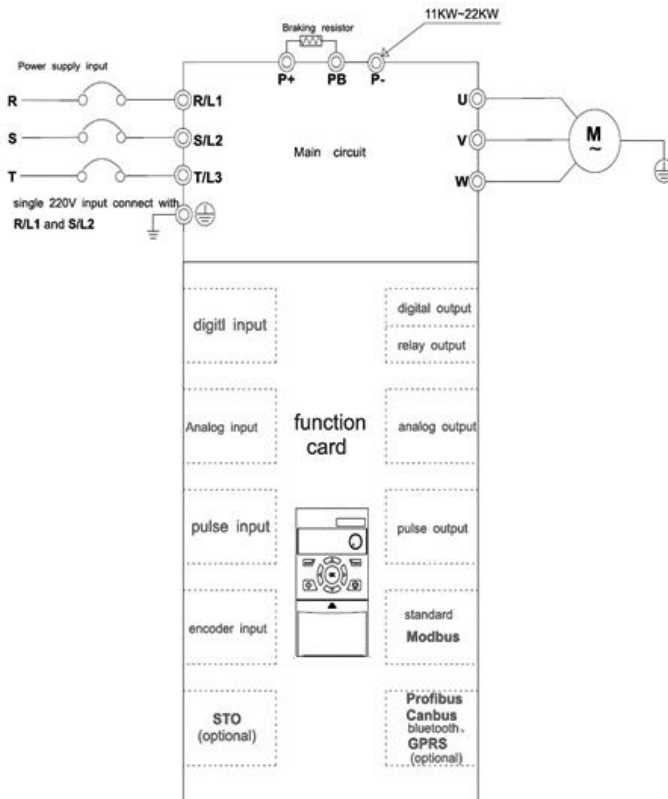 11KW~22KW
Braking resistor
P+ PB P-
Power supply input
R R/L1 U
S S/L2 V M
~
Main circuit
T T/L3 W
single 220V input connect with
R/L1 and S/L2
digitl input
digital output
relay output
Analog input
function
card
analog output
pulse input
pulse output
encoder input
standard
Modbus
STO
(optional)
Profibus
Canbus
bluetooth、
GPRS
(optional)